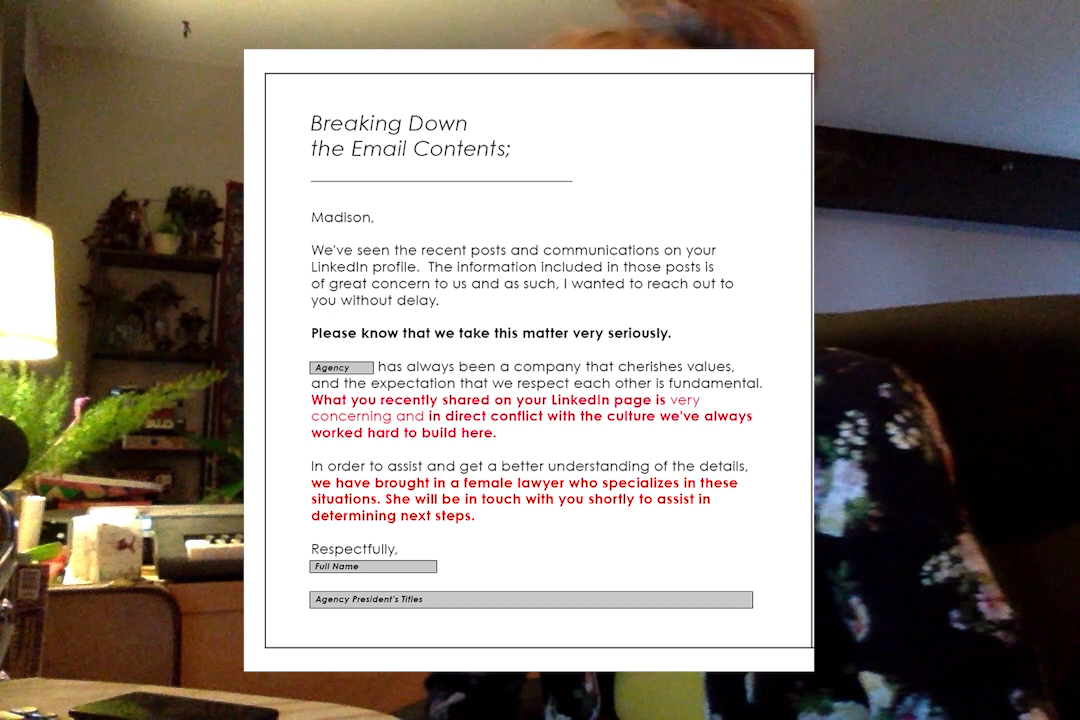 Breaking Down
the Email Contents;
Madison,
We've seen the recent posts and communications on your
LinkedIn profile.  The information included in those posts is
of great concern to us and as such, I wanted to reach out to
you without delay.
Please know that we take this matter very seriously.
Agency has always been a company that cherishes values,
and the expectation that we respect each other is fundamental.
What you recently shared on your LinkedIn page is very
concerning and in direct conflict with the culture we've always
worked hard to build here.
In order to assist and get a better understanding of the details,
we have brought in a female lawyer who specializes in these
situations. She will be in touch with you shortly to assist in
determining next steps.
Respectfully,
Full Name
Agency President's Titles